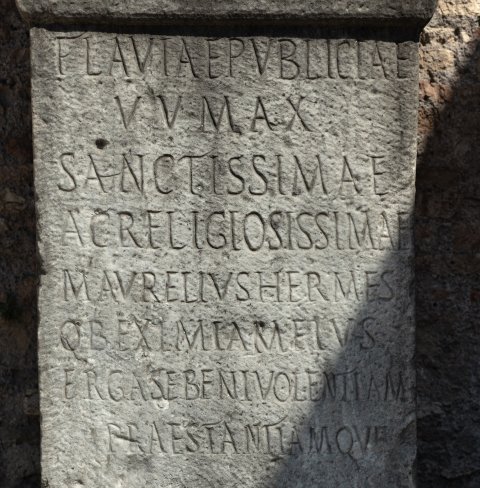 FLAVIAE PVBLICIAE
V V MAX
SANCTISSIMAE
AC RELIGIOSISSIMAE
M AVRELIVS HERMES
OB EXIMIAM EIVS
ERGA SE BENIVOLENTIAM
PRAESTANTIAMQVE